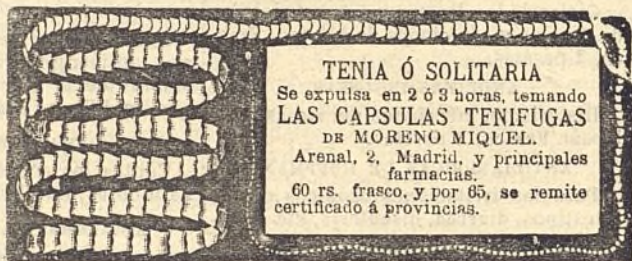 TENIA Ó SOLITARIA
Se expulsa en 2 ó 3 horas, temando
LAS CAPSULAS TENIFUGAS
DE MORENO MIQUEL.
Arenal, 2, Madrid, y principales
farmacias.
60 rs. frasco, y por 65, se remite
certificado á provincias.